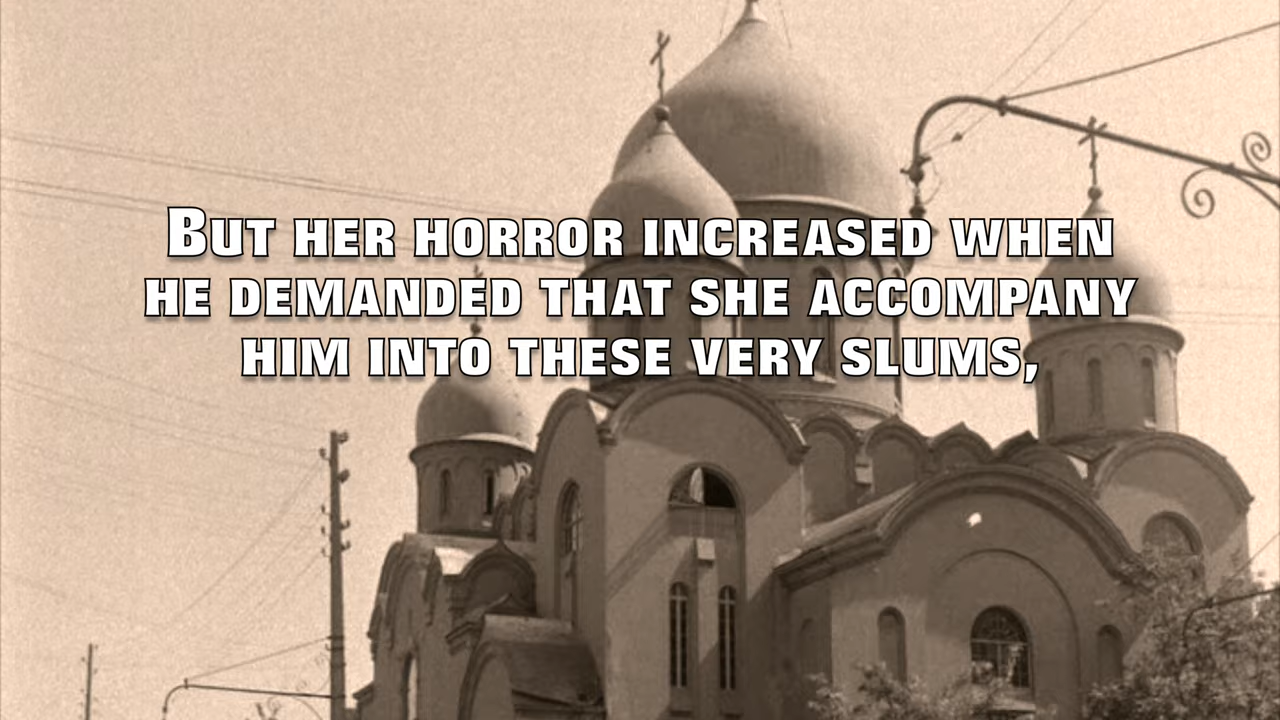 But her horror increased when
he demanded that she accompany
him into these very slums,